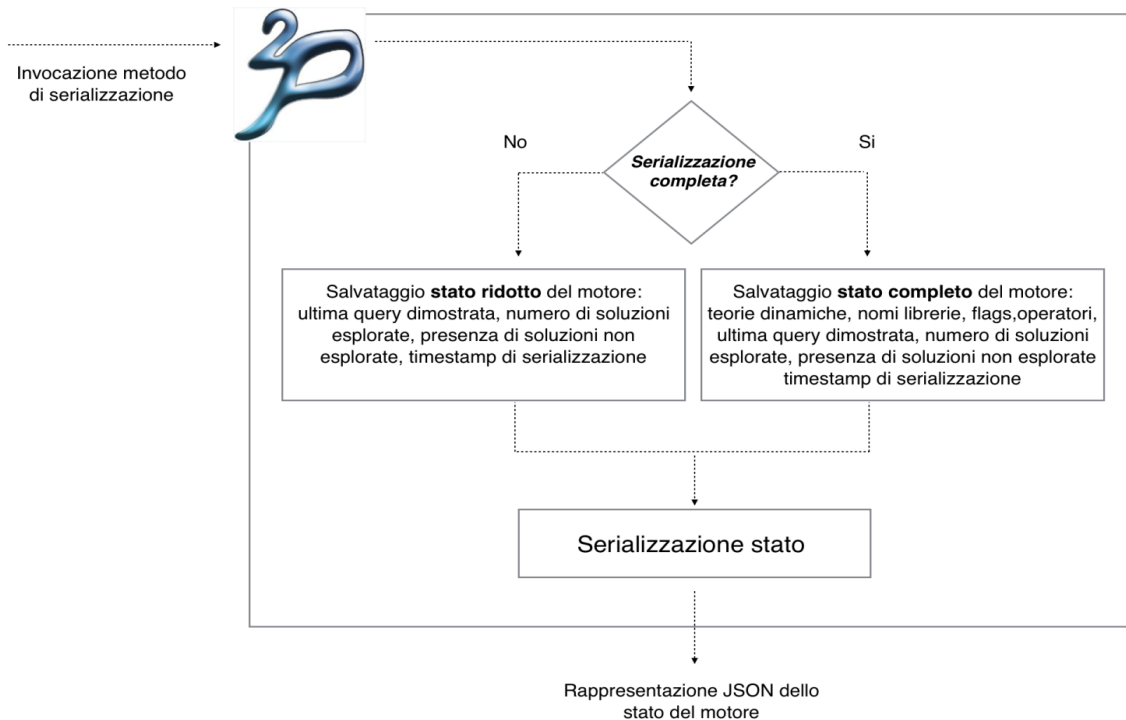 Invocazione metodo
di serializzazione
No
Si
Serializzazione
completa?
Salvataggio stato ridotto del motore:
ultima query dimostrata, numero di soluzioni
esplorate, presenza di soluzioni non
esplorate, timestamp di serializzazione
Salvataggio stato completo del motore:
teorie dinamiche, nomi librerie, flags,operatori,
ultima query dimostrata, numero di soluzioni
esplorate, presenza di soluzioni non esplorate
timestamp di serializzazione
Serializzazione stato
Rappresentazione JSON dello
stato del motore